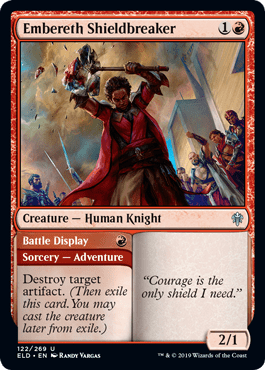 Embereth Shieldbreaker 1
Creature — Human Knight
Battle Display
Sorcery — Adventure
Destroy target
artifact. (Then exile
this card. You may
cast the creature
later from exile.)
“Courage is the
only shield I need.”
2/1
122/269 U
ELD • EN RANDY VARGAS
™ & © 2019 Wizards of the Coast